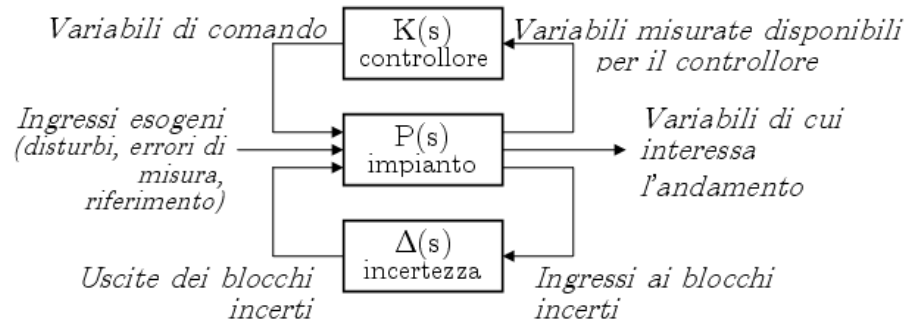 Variabili di comando
K(s)
controllore
Variabili misurate disponibili
per il controllore
Ingressi esogeni
(disturbi, errori di
misura,
riferimento)
P(s)
impianto
Variabili di cui
interessa
l'andamento
Δ(s)
incertezza
Uscite dei blocchi
incerti
Ingressi ai blocchi
incerti